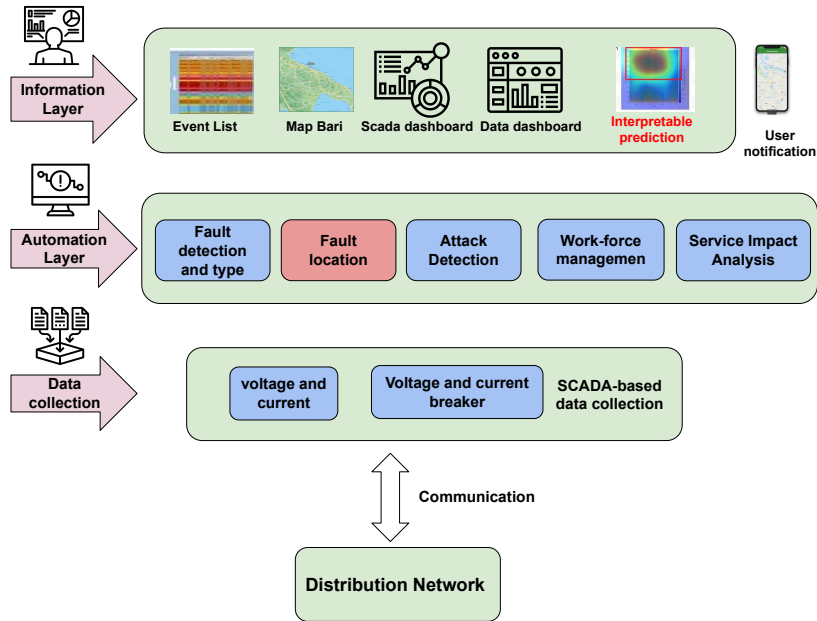 Information
Layer
Event List
Map Bari
Scada dashboard
Data dashboard
Interpretable
prediction
User
notification
Automation
Layer
Fault
detection
and type
Fault
location
Attack
Detection
Work-force
managemen
Service Impact
Analysis
Data
collection
voltage and
current
Voltage and current
breaker
SCADA-based
data collection
Communication
Distribution Network